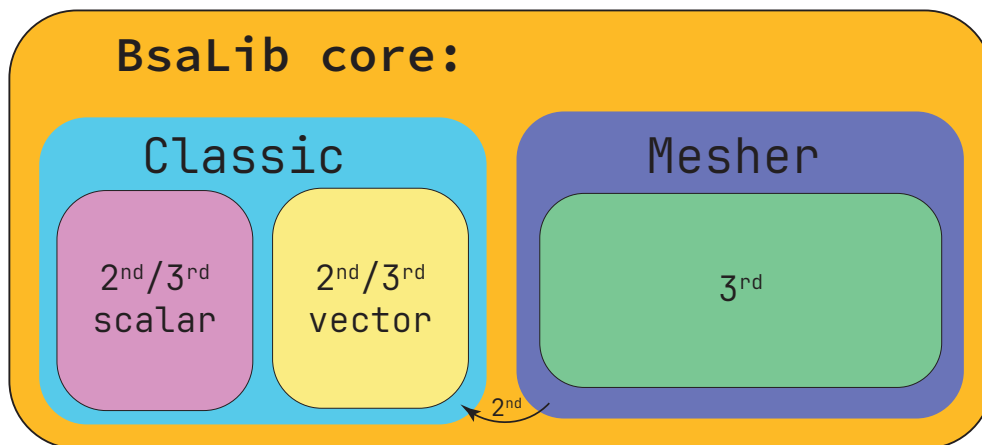 BsaLib core:
Classic
Mesher
2nd/3rd
scalar
2nd/3rd
vector
3rd
2nd